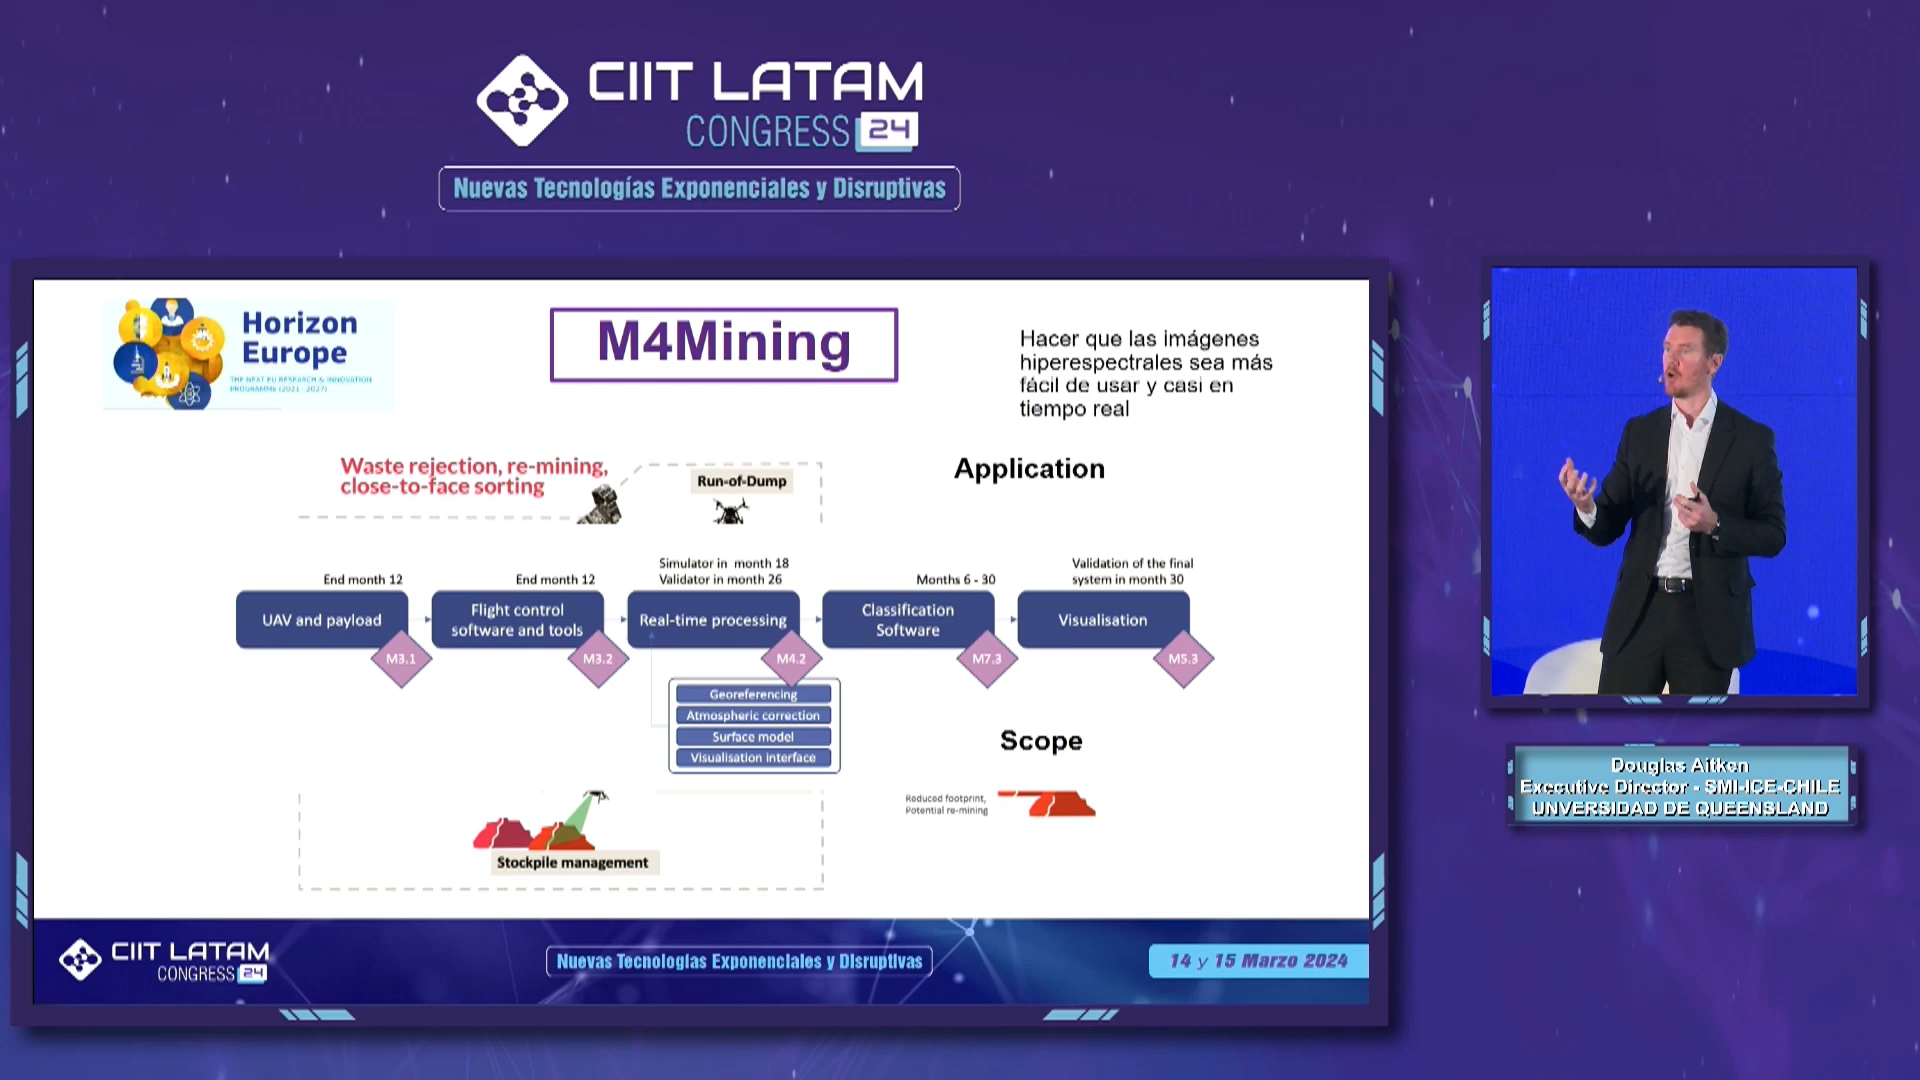 CIIT LATAM
CONGRESS 24
Nuevas Tecnologías Exponenciales y Disruptivas
Horizon
Europe
THE NEXT EU RESEARCH & INNOVATION
PROGRAMME (2021 - 2027)
M4Mining
Hacer que las imágenes
hiperespectrales sea más
fácil de usar y casi en
tiempo real
Waste rejection, re-mining,
close-to-face sorting
Run-of-Dump
Application
End month 12
End month 12
Simulator in month 18
Validator in month 26
Months 6 - 30
Validation of the final
system in month 30
UAV and payload
Flight control
software and tools
Real-time processing
Classification
Software
Visualisation
M3.1
M3.2
M4.2
M7.3
M5.3
Georeferencing
Atmospheric correction
Surface model
Visualisation interface
Scope
Reduced footprint,
Potential re-mining
Stockpile management
CIIT LATAM
CONGRESS 24
Nuevas Tecnologías Exponenciales y Disruptivas
14 y 15 Marzo 2024
Douglas Aitken
Executive Director - SMI-ICE-CHILE
UNVERSIDAD DE QUEENSLAND